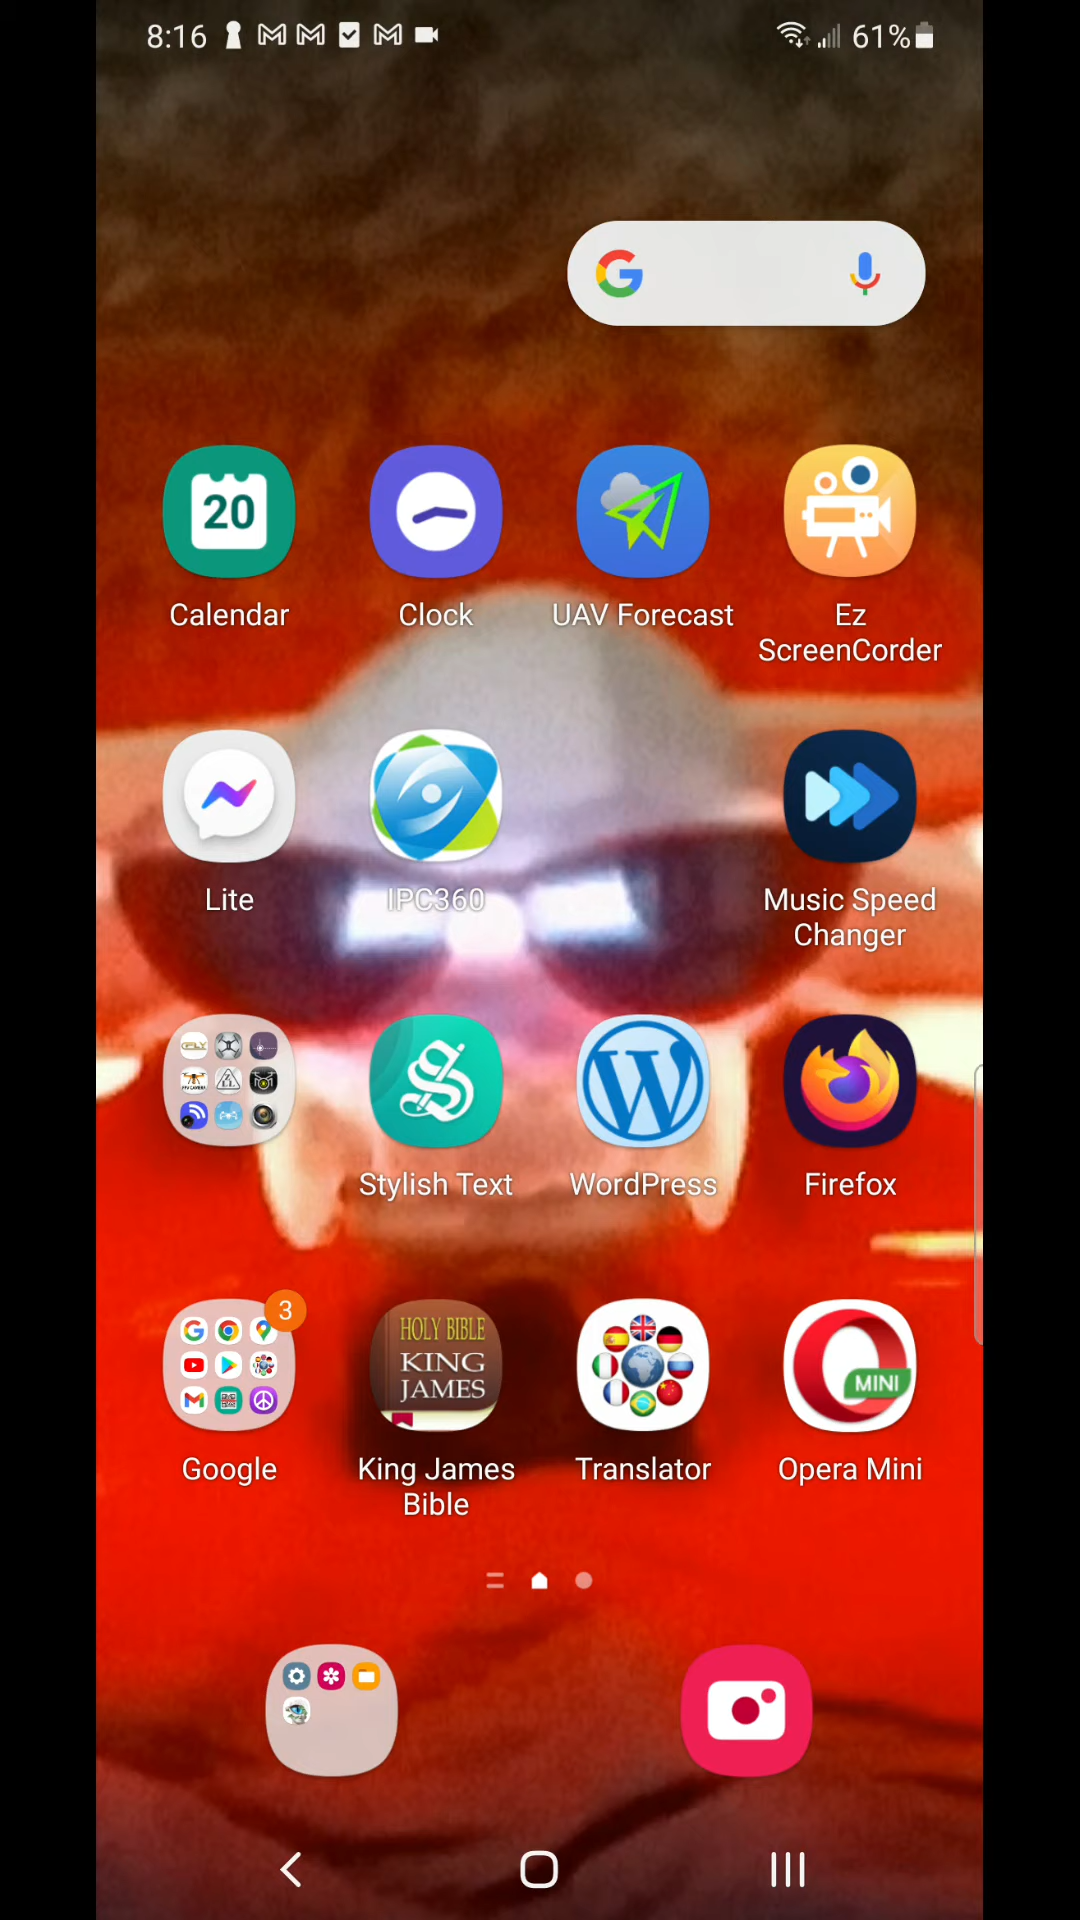 8:16
61%
20
Calendar
Clock
UAV Forecast
Ez
ScreenCorder
Lite
IPC360
Music Speed
Changer
Stylish Text
WordPress
Firefox
3
HOLY BIBLE
KING
JAMES
MINI
Google
King James
Bible
Translator
Opera Mini